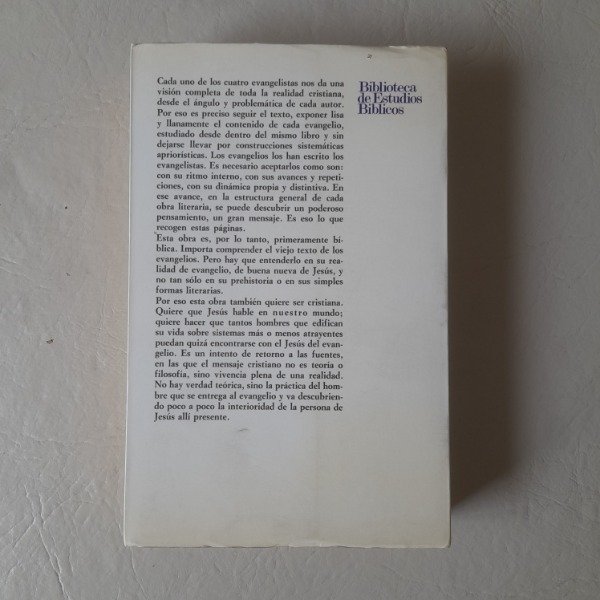 Cada uno de los cuatro evangelistas nos da una
visión completa de toda la realidad cristiana,
desde el ángulo y problemática de cada autor.
Por eso es preciso seguir el texto, exponer lisa
y llanamente el contenido de cada evangelio,
estudiado desde dentro del mismo libro y sin
dejarse llevar por construcciones sistemáticas
apriorísticas. Los evangelios los han escrito los
evangelistas. Es necesario aceptarlos como son:
con su ritmo interno, con sus avances y repeti-
ciones, con su dinámica propia y distintiva. En
ese avance, en la estructura general de cada
obra literaria, se puede descubrir un poderoso
pensamiento, un gran mensaje. Es eso lo que
recogen estas páginas.
Esta obra es, por lo tanto, primeramente bí-
blica. Importa comprender el viejo texto de los
evangelios. Pero hay que entenderlo en su rea-
lidad de evangelio, de buena nueva de Jesús, y
no tan sólo en su prehistoria o en sus simples
formas literarias.
Por eso esta obra también quiere ser cristiana.
Quiere que Jesús hable en nuestro mundo;
quiere hacer que tantos hombres que edifican
su vida sobre sistemas más o menos atrayentes
puedan quizá encontrarse con el Jesús del evan-
gelio. Es un intento de retorno a las fuentes,
en las que el mensaje cristiano no es teoría o
filosofía, sino vivencia plena de una realidad.
No hay verdad teórica, sino la práctica del hom-
bre que se entrega al evangelio y va descubrien-
do poco a poco la interioridad de la persona de
Jesús allí presente.
Biblioteca
de Estudios
Bíblicos